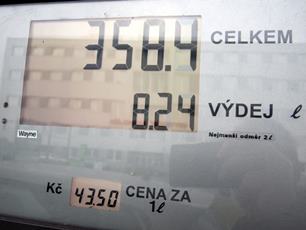 358.4 CELKEM
8.24 VÝDEJ ℓ
Nejmenší odměr 2ℓ
Wayne
Kč 43.50 CENA ZA
1ℓ